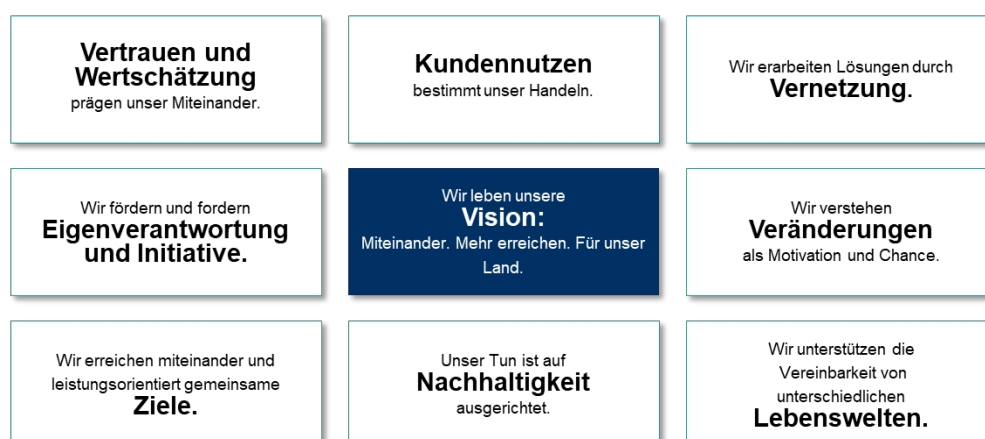 Vertrauen und
Wertschätzung
prägen unser Miteinander.
Kundennutzen
bestimmt unser Handeln.
Wir erarbeiten Lösungen durch
Vernetzung.
Wir fördern und fordern
Eigenverantwortung
und Initiative.
Wir leben unsere
Vision:
Miteinander. Mehr erreichen. Für unser
Land.
Wir verstehen
Veränderungen
als Motivation und Chance.
Wir erreichen miteinander und
leistungsorientiert gemeinsame
Ziele.
Unser Tun ist auf
Nachhaltigkeit
ausgerichtet.
Wir unterstützen die
Vereinbarkeit von
unterschiedlichen
Lebenswelten.